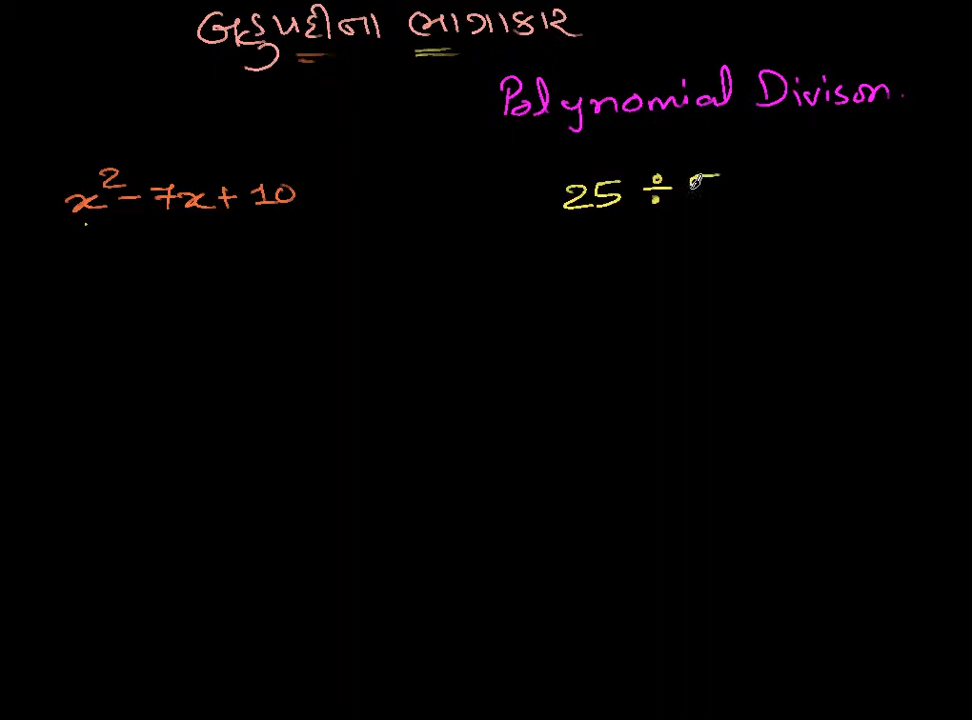 બહુપદીના ભાગાકાર
Polynomial Divison.
x² - 7x + 10
25 ÷